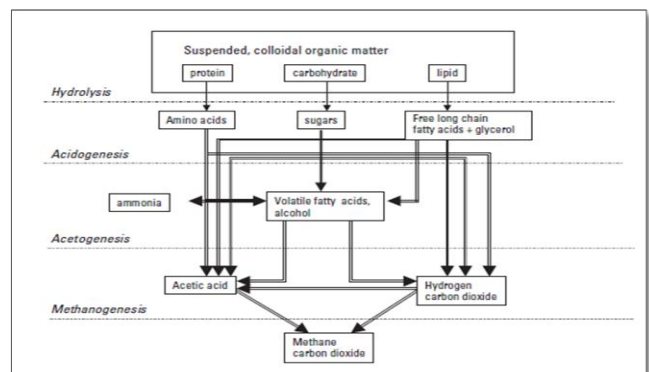 Suspended, colloidal organic matter
protein
carbohydrate
lipid
Hydrolysis
Amino acids
sugars
Free long chain
fatty acids + glycerol
Acidogenesis
ammonia
Volatile fatty acids,
alcohol
Acetogenesis
Acetic acid
Hydrogen
carbon dioxide
Methanogenesis
Methane
carbon dioxide